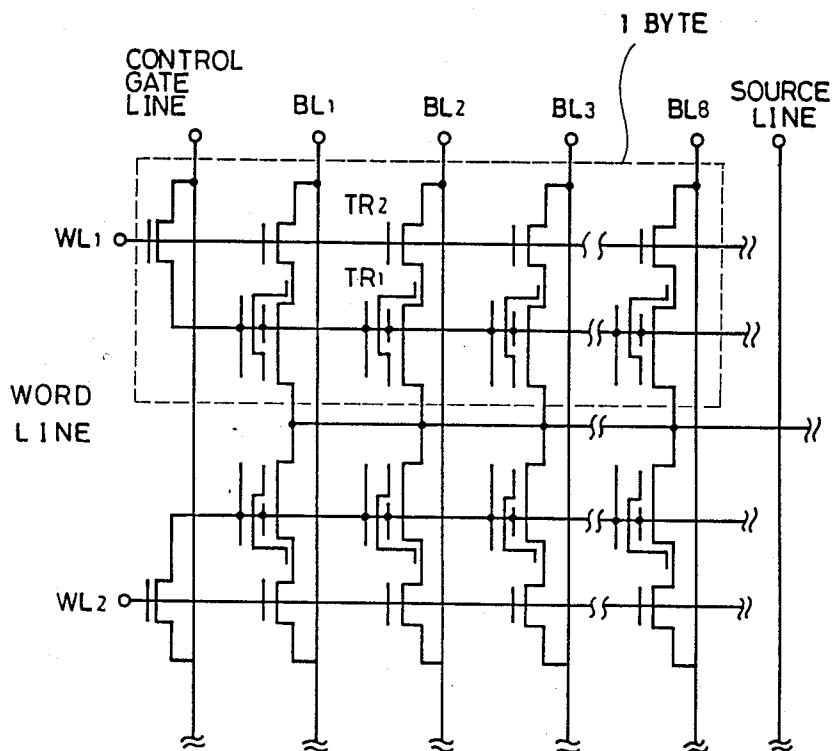 1 BYTE
CONTROL
GATE
LINE
BL1
BL2
BL3
BL8
SOURCE
LINE
TR2
WL1
TR1
WORD
LINE
WL2